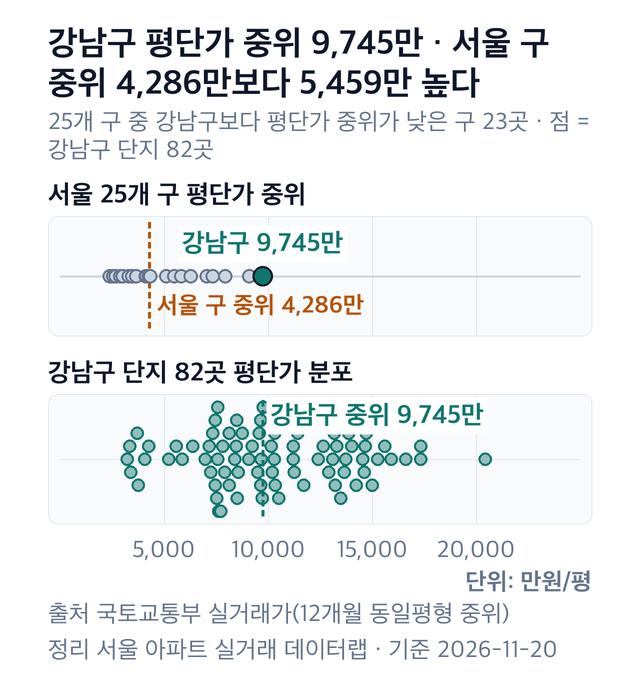 강남구 평단가 중위 9,745만 · 서울 구
중위 4,286만보다 5,459만 높다
25개 구 중 강남구보다 평단가 중위가 낮은 구 23곳 · 점 =
강남구 단지 82곳
서울 25개 구 평단가 중위
강남구 9,745만
서울 구 중위 4,286만
강남구 단지 82곳 평단가 분포
강남구 중위 9,745만
5,000 10,000 15,000 20,000
단위: 만원/평
출처 국토교통부 실거래가(12개월 동일평형 중위)
정리 서울 아파트 실거래 데이터랩 · 기준 2026-11-20